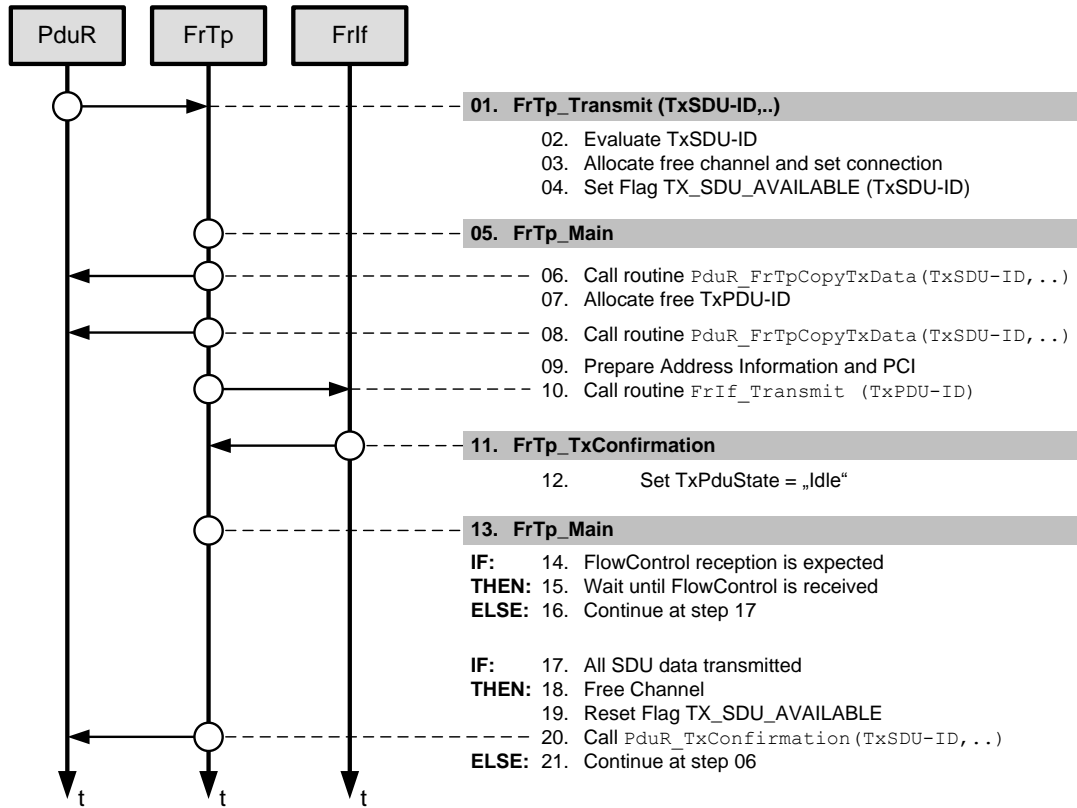 PduR FrTp FrIf
01. FrTp_Transmit (TxSDU-ID,..)
02. Evaluate TxSDU-ID
03. Allocate free channel and set connection
04. Set Flag TX_SDU_AVAILABLE (TxSDU-ID)
05. FrTp_Main
06. Call routine PduR_FrTpCopyTxData(TxSDU-ID,..)
07. Allocate free TxPDU-ID
08. Call routine PduR_FrTpCopyTxData(TxSDU-ID,..)
09. Prepare Address Information and PCI
10. Call routine FrIf_Transmit (TxPDU-ID)
11. FrTp_TxConfirmation
12. Set TxPduState = „Idle“
13. FrTp_Main
IF: 14. FlowControl reception is expected
THEN: 15. Wait until FlowControl is received
ELSE: 16. Continue at step 17
IF: 17. All SDU data transmitted
THEN: 18. Free Channel
19. Reset Flag TX_SDU_AVAILABLE
20. Call PduR_TxConfirmation(TxSDU-ID,..)
ELSE: 21. Continue at step 06
t t t